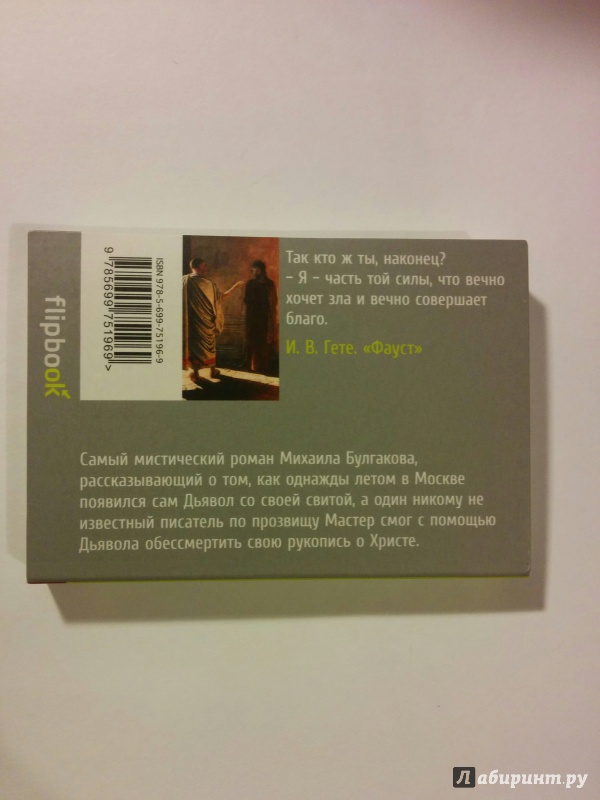 Так кто ж ты, наконец?
– Я – часть той силы, что вечно
хочет зла и вечно совершает
благо.
И. В. Гете. «Фауст»
ISBN 978-5-699-75196-9
9 785699 751969 >
flipbook
Самый мистический роман Михаила Булгакова,
рассказывающий о том, как однажды летом в Москве
появился сам Дьявол со своей свитой, а один никому не
известный писатель по прозвищу Мастер смог с помощью
Дьявола обессмертить свою рукопись о Христе.
Лабиринт.ру